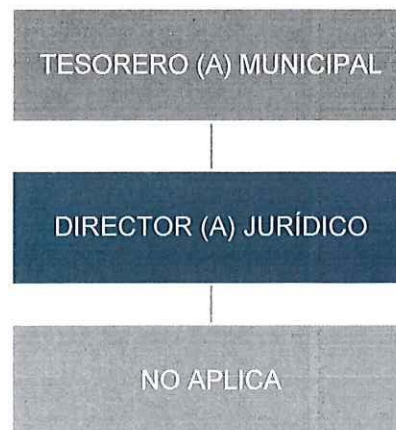 TESORERO (A) MUNICIPAL
DIRECTOR (A) JURÍDICO
NO APLICA